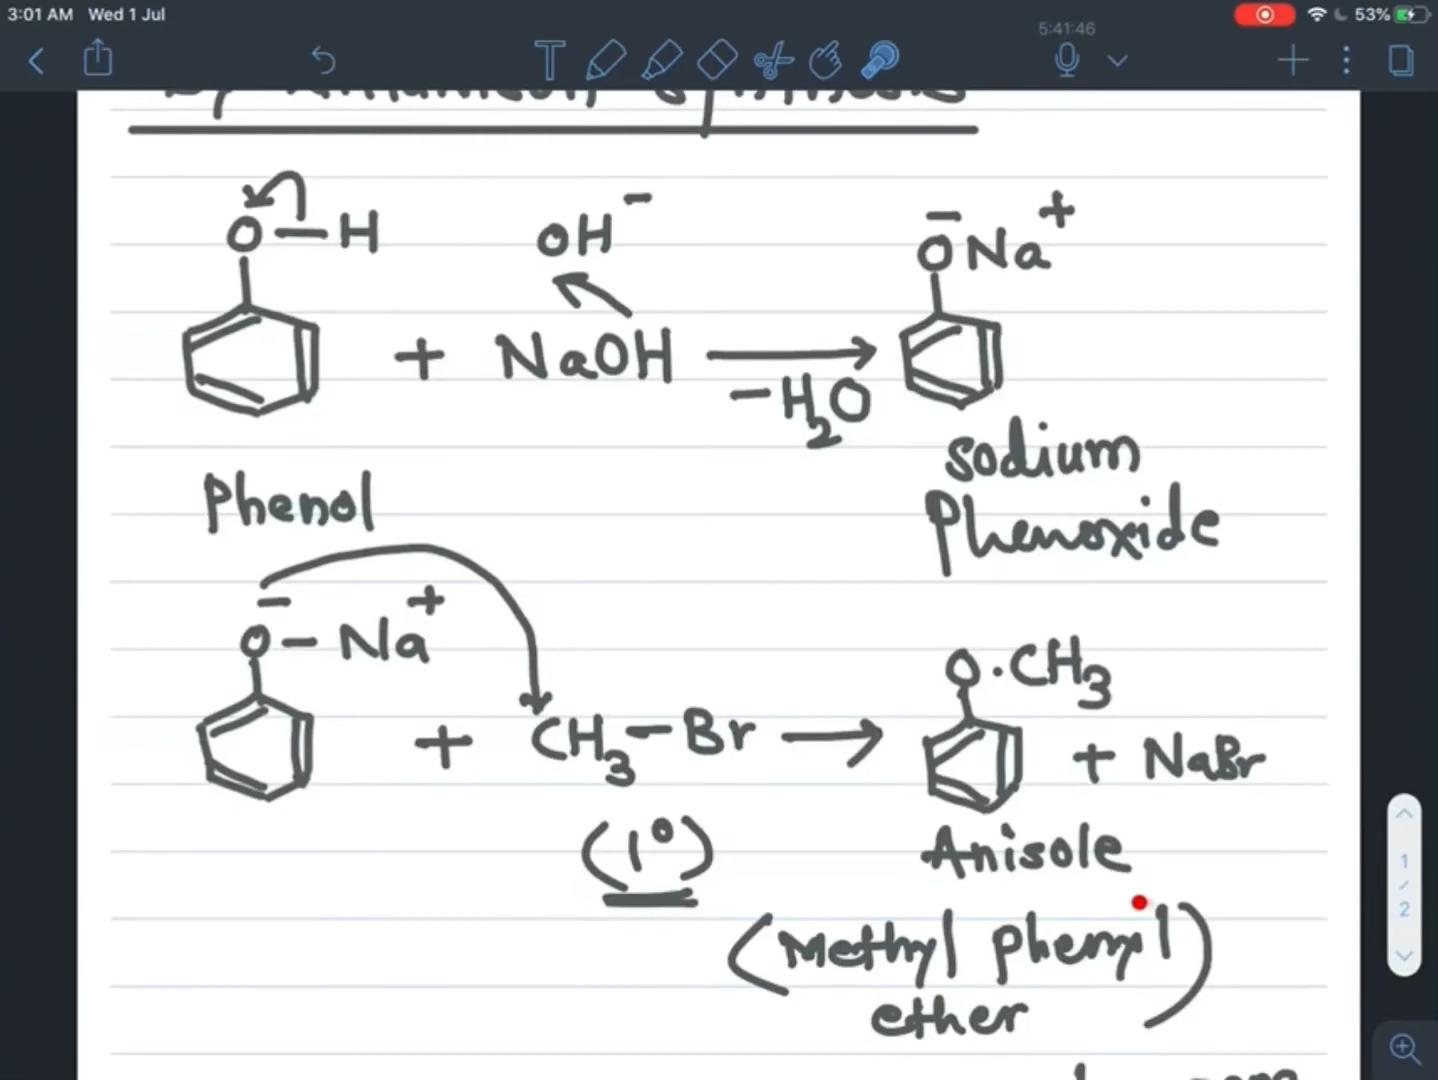 3:01 AM Wed 1 Jul
53%
5:41:46
T
O–H
OH⁻
O⁻ Na⁺
+ NaOH ⟶ −H₂O
Phenol
sodium
Phenoxide
O⁻–Na⁺
+ CH₃–Br ⟶
O·CH₃
+ NaBr
(1°)
Anisole
(Methyl phenyl
ether)
1
/
2